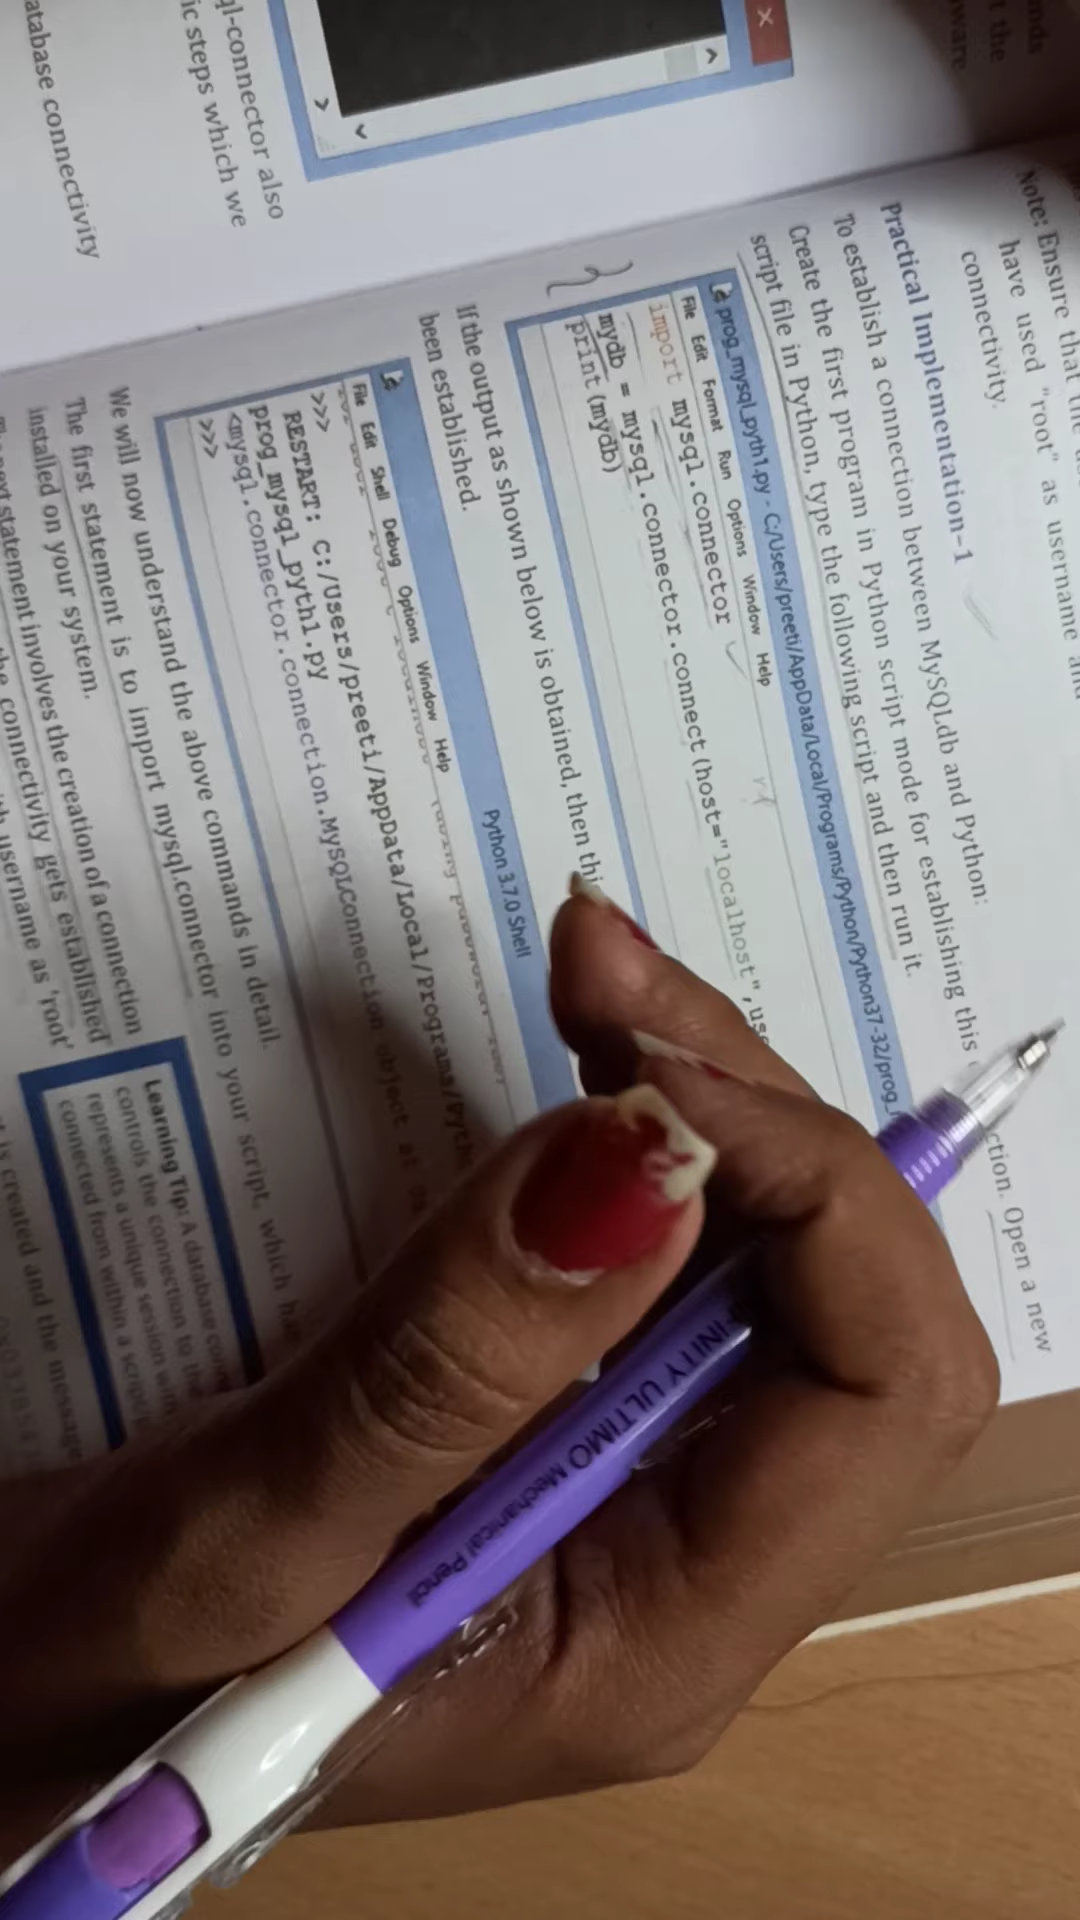 ql-connector also
ic steps which we
atabase connectivity
nds
t the
ware
Note: Ensure that the
have used "root" as username and
connectivity.
Practical Implementation-1
To establish a connection between MySQLdb and Python:
Create the first program in Python script mode for establishing this ction. Open a new
script file in Python, type the following script and then run it.
prog_mysql_pyth1.py - C:/Users/preeti/AppData/Local/Programs/Python/Python37-32/prog_
File Edit Format Run Options Window Help
import mysql.connector
mydb = mysql.connector.connect(host="localhost",use
print(mydb)
If the output as shown below is obtained, then thi
been established.
Python 3.7.0 Shell
File Edit Shell Debug Options Window Help
>>>
RESTART: C:/Users/preeti/AppData/Local/Programs/Pyth
prog_mysql_pyth1.py
<mysql.connector.connection.MySQLConnection object at
>>>
We will now understand the above commands in detail.
The first statement is to import mysql.connector into your script, which ha
installed on your system.
next statement involves the creation of a connection
the connectivity gets established
username as 'root'
is created and the message
Learning Tip: A database conn
controls the connection to the
represents a unique session with
connected from within a script
INITY ULTIMO Mechanical Pencil